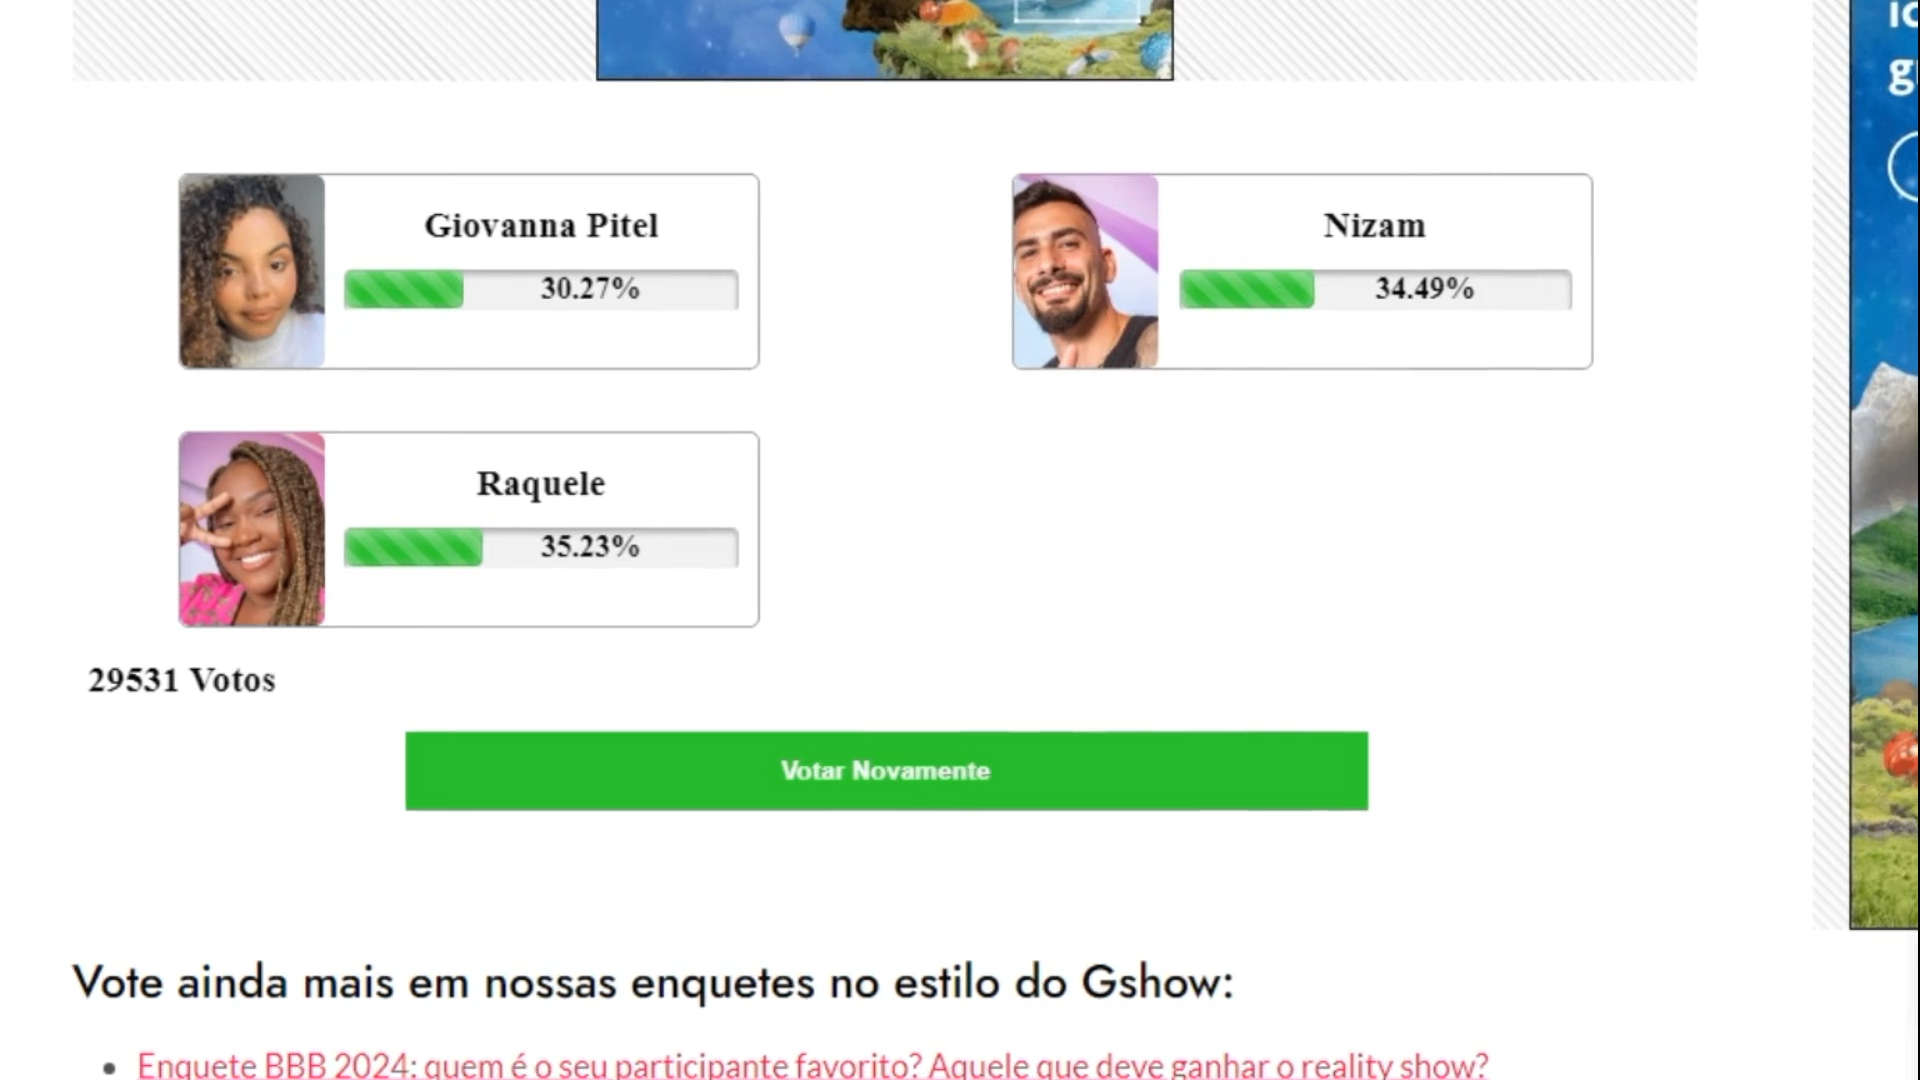 Giovanna Pitel
30.27%
Nizam
34.49%
Raquele
35.23%
29531 Votos
Votar Novamente
Vote ainda mais em nossas enquetes no estilo do Gshow:
Enquete BBB 2024: quem é o seu participante favorito? Aquele que deve ganhar o reality show?